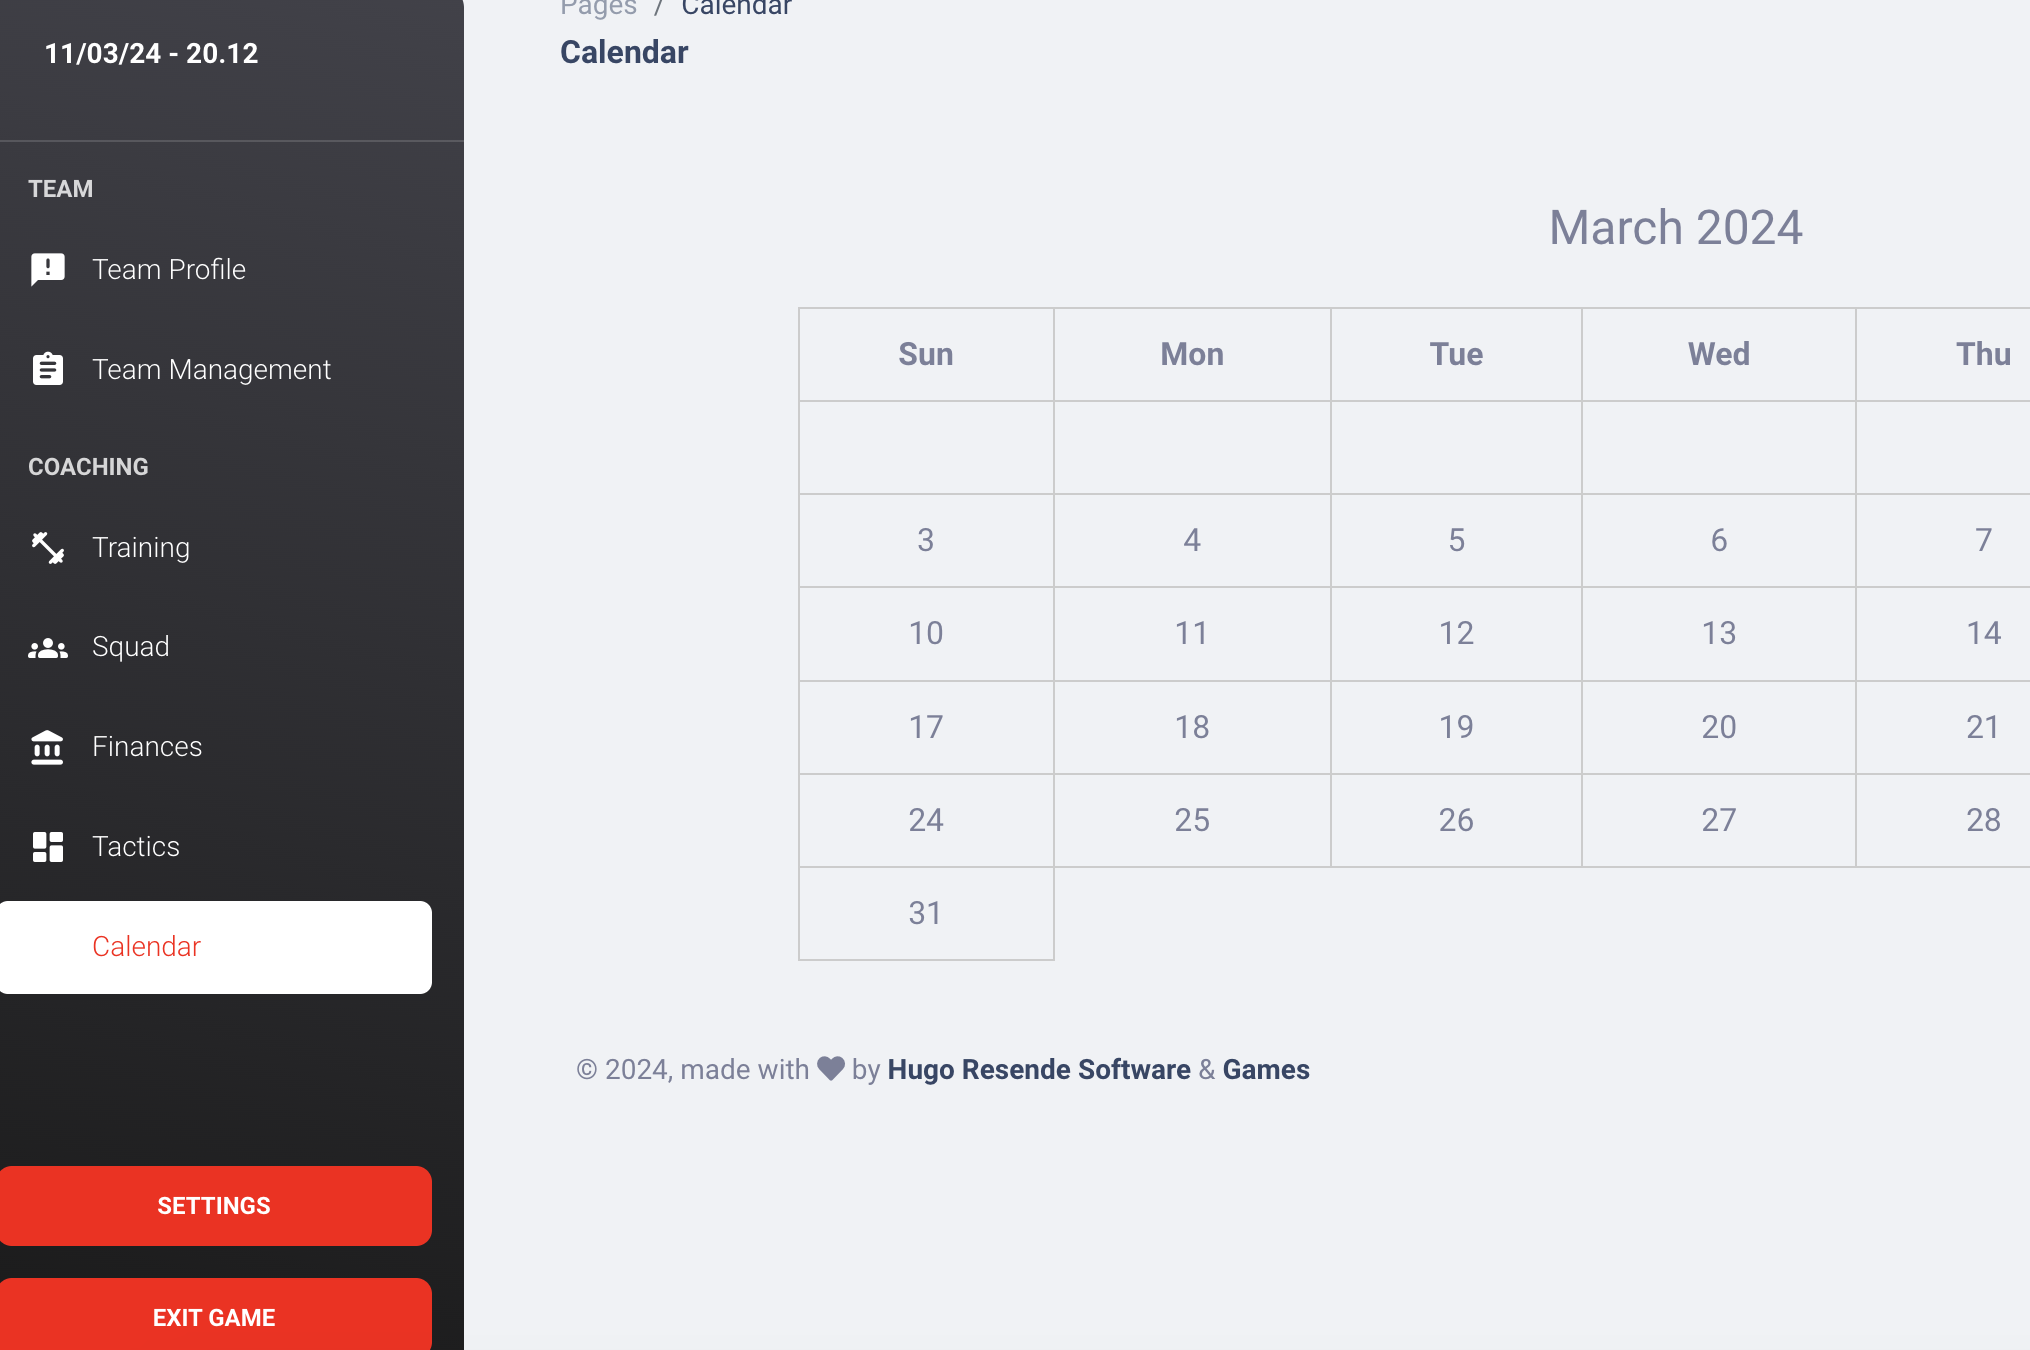 11/03/24 - 20.12
TEAM
Team Profile
Team Management
COACHING
Training
Squad
Finances
Tactics
Calendar
SETTINGS
EXIT GAME
Pages / Calendar
Calendar
March 2024
Sun Mon Tue Wed Thu
3 4 5 6 7
10 11 12 13 14
17 18 19 20 21
24 25 26 27 28
31
© 2024, made with by Hugo Resende Software & Games